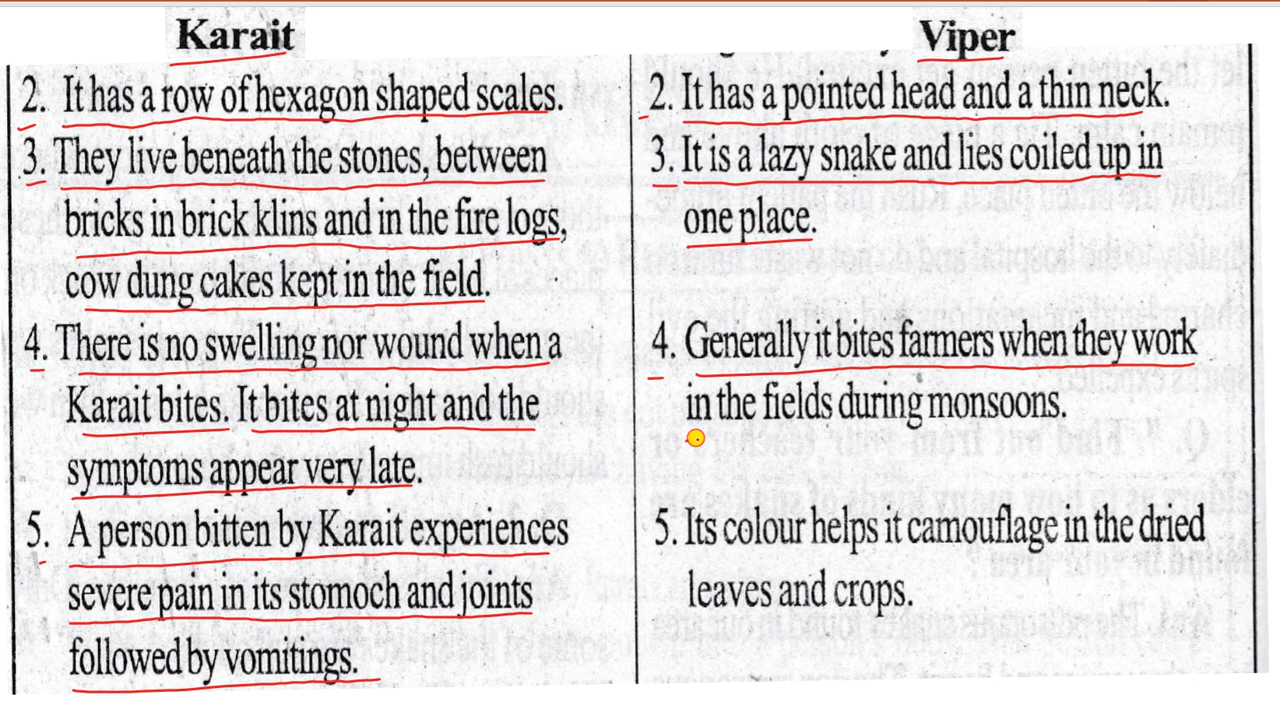 Karait
2. It has a row of hexagon shaped scales.
3. They live beneath the stones, between
bricks in brick klins and in the fire logs,
cow dung cakes kept in the field.
4. There is no swelling nor wound when a
Karait bites. It bites at night and the
symptoms appear very late.
5. A person bitten by Karait experiences
severe pain in its stomoch and joints
followed by vomitings.
Viper
2. It has a pointed head and a thin neck.
3. It is a lazy snake and lies coiled up in
one place.
4. Generally it bites farmers when they work
in the fields during monsoons.
5. Its colour helps it camouflage in the dried
leaves and crops.